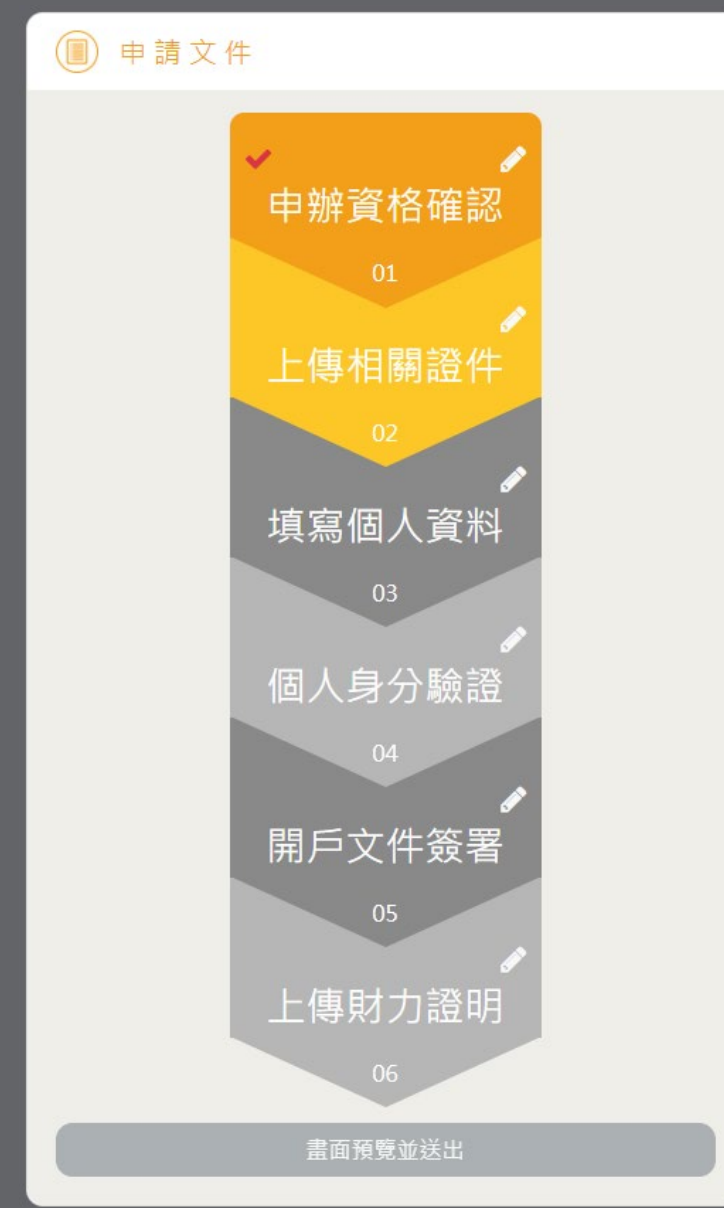 申請文件
申辦資格確認
01
上傳相關證件
02
填寫個人資料
03
個人身分驗證
04
開戶文件簽署
05
上傳財力證明
06
畫面預覽並送出